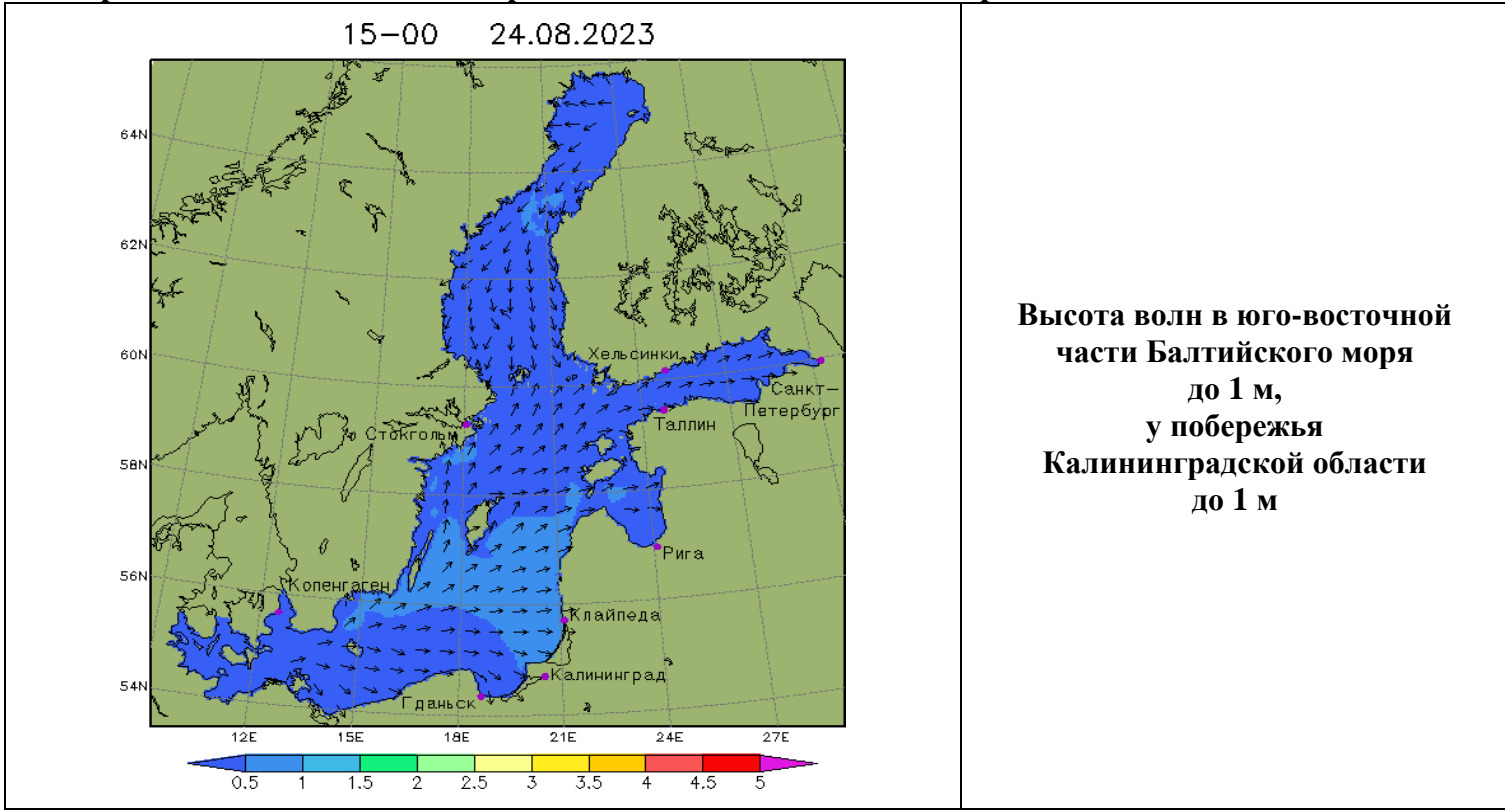 15-00 24.08.2023
64N
62N
60N
58N
56N
54N
Хельсинки
Санкт-
Петербург
Таллин
Стокгольм
Рига
Копенгаген
Клайпеда
Калининград
Гданьск
12E 15E 18E 21E 24E 27E
0.5 1 1.5 2 2.5 3 3.5 4 4.5 5
Высота волн в юго-восточной
части Балтийского моря
до 1 м,
у побережья
Калининградской области
до 1 м